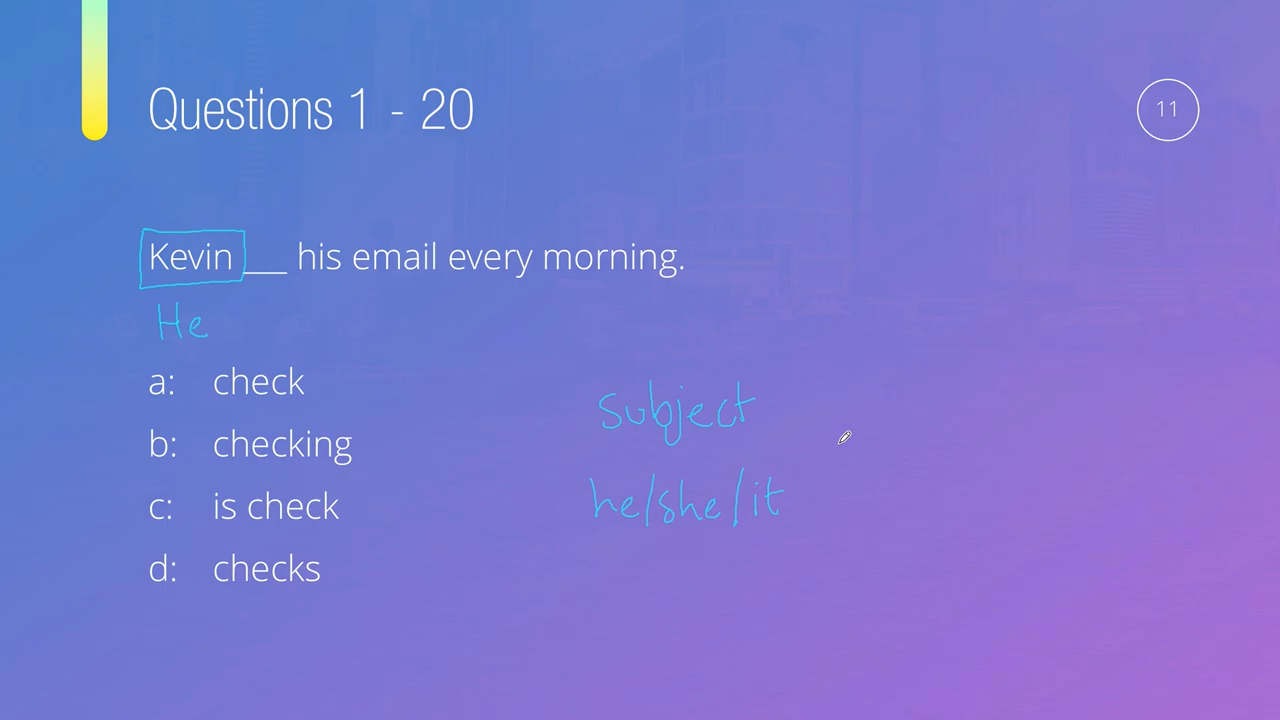 Questions 1 - 20
11
Kevin ___ his email every morning.
He
a: check
b: checking
c: is check
d: checks
subject
he/she/it